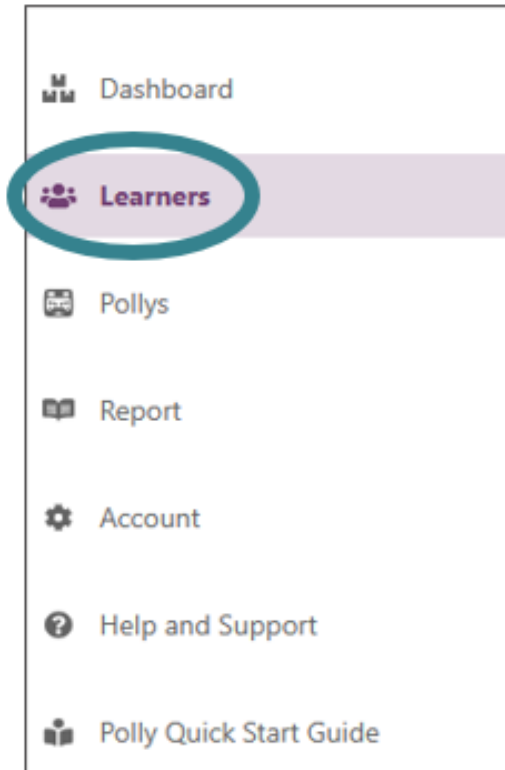 Dashboard
Learners
Pollys
Report
Account
Help and Support
Polly Quick Start Guide